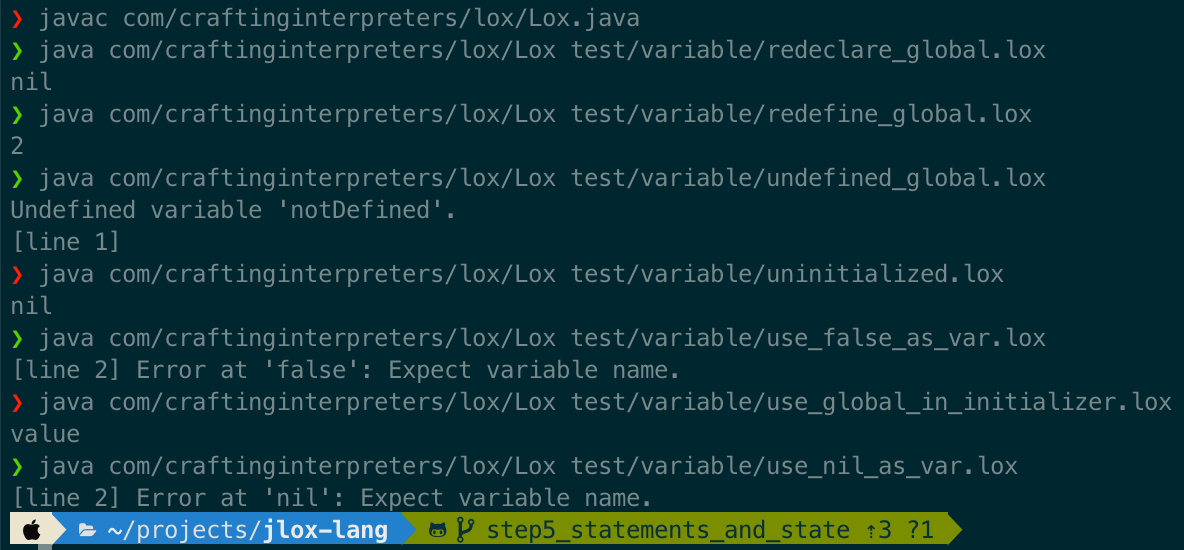 ❯ javac com/craftinginterpreters/lox/Lox.java
❯ java com/craftinginterpreters/lox/Lox test/variable/redeclare_global.lox
nil
❯ java com/craftinginterpreters/lox/Lox test/variable/redefine_global.lox
2
❯ java com/craftinginterpreters/lox/Lox test/variable/undefined_global.lox
Undefined variable 'notDefined'.
[line 1]
❯ java com/craftinginterpreters/lox/Lox test/variable/uninitialized.lox
nil
❯ java com/craftinginterpreters/lox/Lox test/variable/use_false_as_var.lox
[line 2] Error at 'false': Expect variable name.
❯ java com/craftinginterpreters/lox/Lox test/variable/use_global_in_initializer.lox
value
❯ java com/craftinginterpreters/lox/Lox test/variable/use_nil_as_var.lox
[line 2] Error at 'nil': Expect variable name.
~/projects/jlox-lang step5_statements_and_state ⇡3 ?1